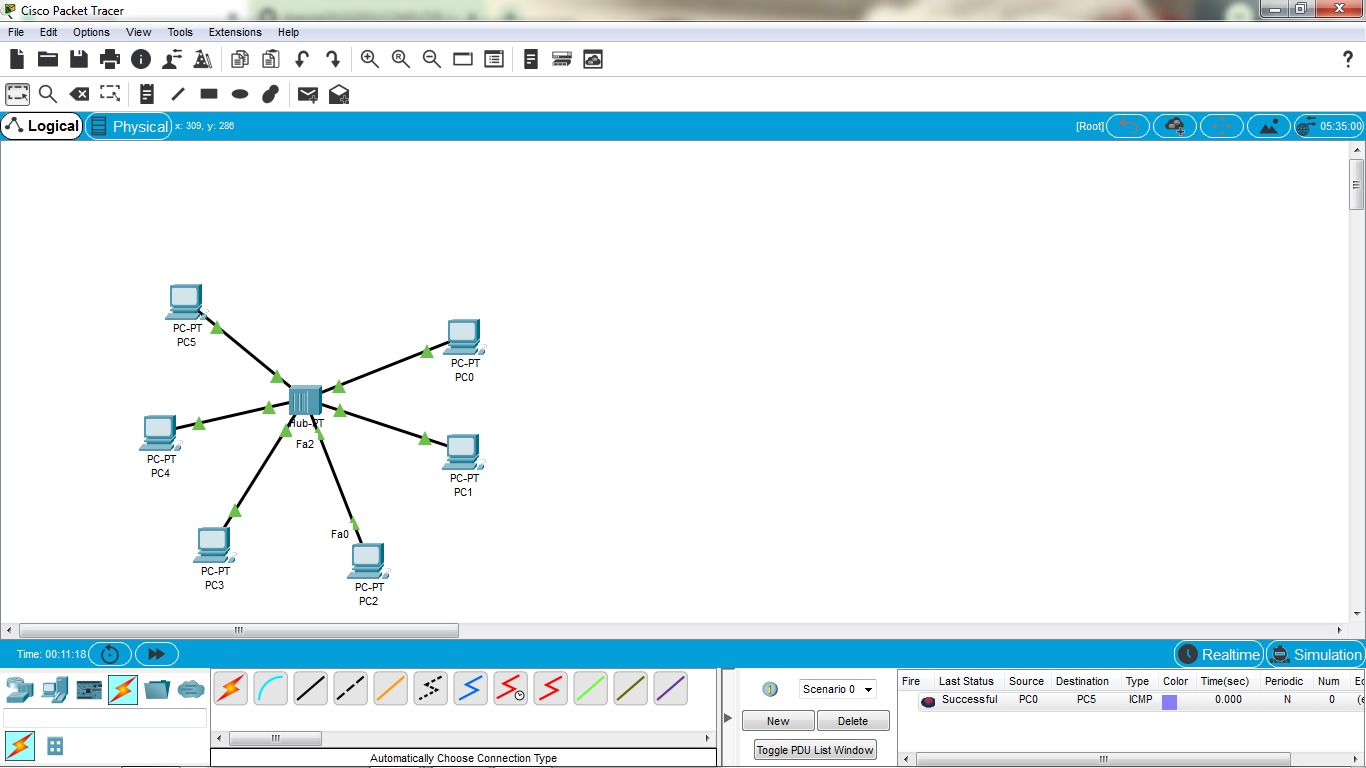 Cisco Packet Tracer
File Edit Options View Tools Extensions Help
?
Logical Physical x: 309, y: 286 [Root] 05:35:00
PC-PT
PC5
PC-PT
PC0
Hub-PT
Fa2
PC-PT
PC4
PC-PT
PC1
Fa0
PC-PT
PC3
PC-PT
PC2
Time: 00:11:18 Realtime Simulation
Scenario 0
New Delete
Toggle PDU List Window
Fire Last Status Source Destination Type Color Time(sec) Periodic Num
Successful PC0 PC5 ICMP 0.000 N 0
Automatically Choose Connection Type